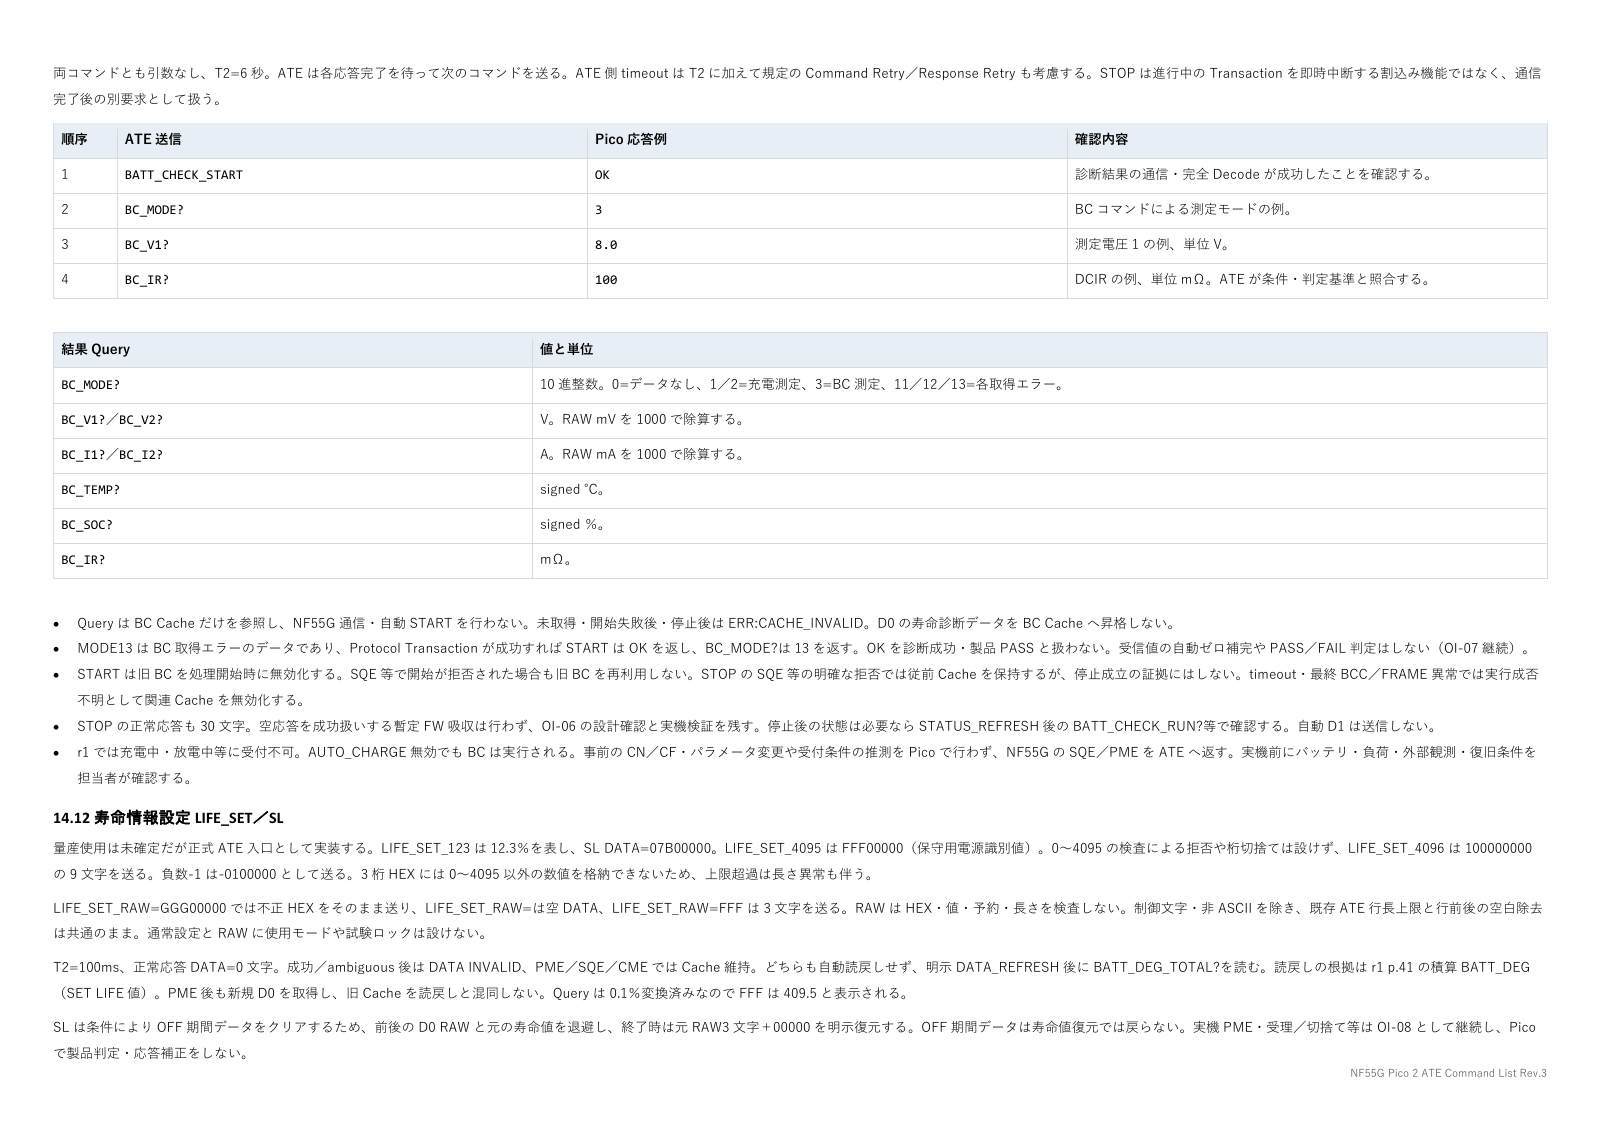 両コマンドとも引数なし、T2=6 秒。ATE は各応答完了を待って次のコマンドを送る。ATE 側 timeout は T2 に加えて規定の Command Retry／Response Retry も考慮する。STOP は進行中の Transaction を即時中断する割込み機能ではなく、通信
完了後の別要求として扱う。
順序 ATE 送信 Pico 応答例 確認内容
1 BATT_CHECK_START OK 診断結果の通信・完全 Decode が成功したことを確認する。
2 BC_MODE? 3 BC コマンドによる測定モードの例。
3 BC_V1? 8.0 測定電圧 1 の例、単位 V。
4 BC_IR? 100 DCIR の例、単位 mΩ。ATE が条件・判定基準と照合する。
結果 Query 値と単位
BC_MODE? 10 進整数。0=データなし、1／2=充電測定、3=BC 測定、11／12／13=各取得エラー。
BC_V1?／BC_V2? V。RAW mV を 1000 で除算する。
BC_I1?／BC_I2? A。RAW mA を 1000 で除算する。
BC_TEMP? signed ℃。
BC_SOC? signed %。
BC_IR? mΩ。
• Query は BC Cache だけを参照し、NF55G 通信・自動 START を行わない。未取得・開始失敗後・停止後は ERR:CACHE_INVALID。D0 の寿命診断データを BC Cache へ昇格しない。
• MODE13 は BC 取得エラーのデータであり、Protocol Transaction が成功すれば START は OK を返し、BC_MODE?は 13 を返す。OK を診断成功・製品 PASS と扱わない。受信値の自動ゼロ補完や PASS／FAIL 判定はしない（OI-07 継続）。
• START は旧 BC を処理開始時に無効化する。SQE 等で開始が拒否された場合も旧 BC を再利用しない。STOP の SQE 等の明確な拒否では従前 Cache を保持するが、停止成立の証拠にはしない。timeout・最終 BCC／FRAME 異常では実行成否
不明として関連 Cache を無効化する。
• STOP の正常応答も 30 文字。空応答を成功扱いする暫定 FW 吸収は行わず、OI-06 の設計確認と実機検証を残す。停止後の状態は必要なら STATUS_REFRESH 後の BATT_CHECK_RUN?等で確認する。自動 D1 は送信しない。
• r1 では充電中・放電中等に受付不可。AUTO_CHARGE 無効でも BC は実行される。事前の CN／CF・パラメータ変更や受付条件の推測を Pico で行わず、NF55G の SQE／PME を ATE へ返す。実機前にバッテリ・負荷・外部観測・復旧条件を
担当者が確認する。
14.12 寿命情報設定 LIFE_SET／SL
量産使用は未確定だが正式 ATE 入口として実装する。LIFE_SET_123 は 12.3％を表し、SL DATA=07B00000。LIFE_SET_4095 は FFF00000（保守用電源識別値）。0～4095 の検査による拒否や桁切捨ては設けず、LIFE_SET_4096 は 100000000
の 9 文字を送る。負数-1 は-0100000 として送る。3 桁 HEX には 0～4095 以外の数値を格納できないため、上限超過は長さ異常も伴う。
LIFE_SET_RAW=GGG00000 では不正 HEX をそのまま送り、LIFE_SET_RAW=は空 DATA、LIFE_SET_RAW=FFF は 3 文字を送る。RAW は HEX・値・予約・長さを検査しない。制御文字・非 ASCII を除き、既存 ATE 行長上限と行前後の空白除去
は共通のまま。通常設定と RAW に使用モードや試験ロックは設けない。
T2=100ms、正常応答 DATA=0 文字。成功／ambiguous 後は DATA INVALID、PME／SQE／CME では Cache 維持。どちらも自動読戻しせず、明示 DATA_REFRESH 後に BATT_DEG_TOTAL?を読む。読戻しの根拠は r1 p.41 の積算 BATT_DEG
（SET LIFE 値）。PME 後も新規 D0 を取得し、旧 Cache を読戻しと混同しない。Query は 0.1％変換済みなので FFF は 409.5 と表示される。
SL は条件により OFF 期間データをクリアするため、前後の D0 RAW と元の寿命値を退避し、終了時は元 RAW3 文字＋00000 を明示復元する。OFF 期間データは寿命値復元では戻らない。実機 PME・受理／切捨て等は OI-08 として継続し、Pico
で製品判定・応答補正をしない。
NF55G Pico 2 ATE Command List Rev.3